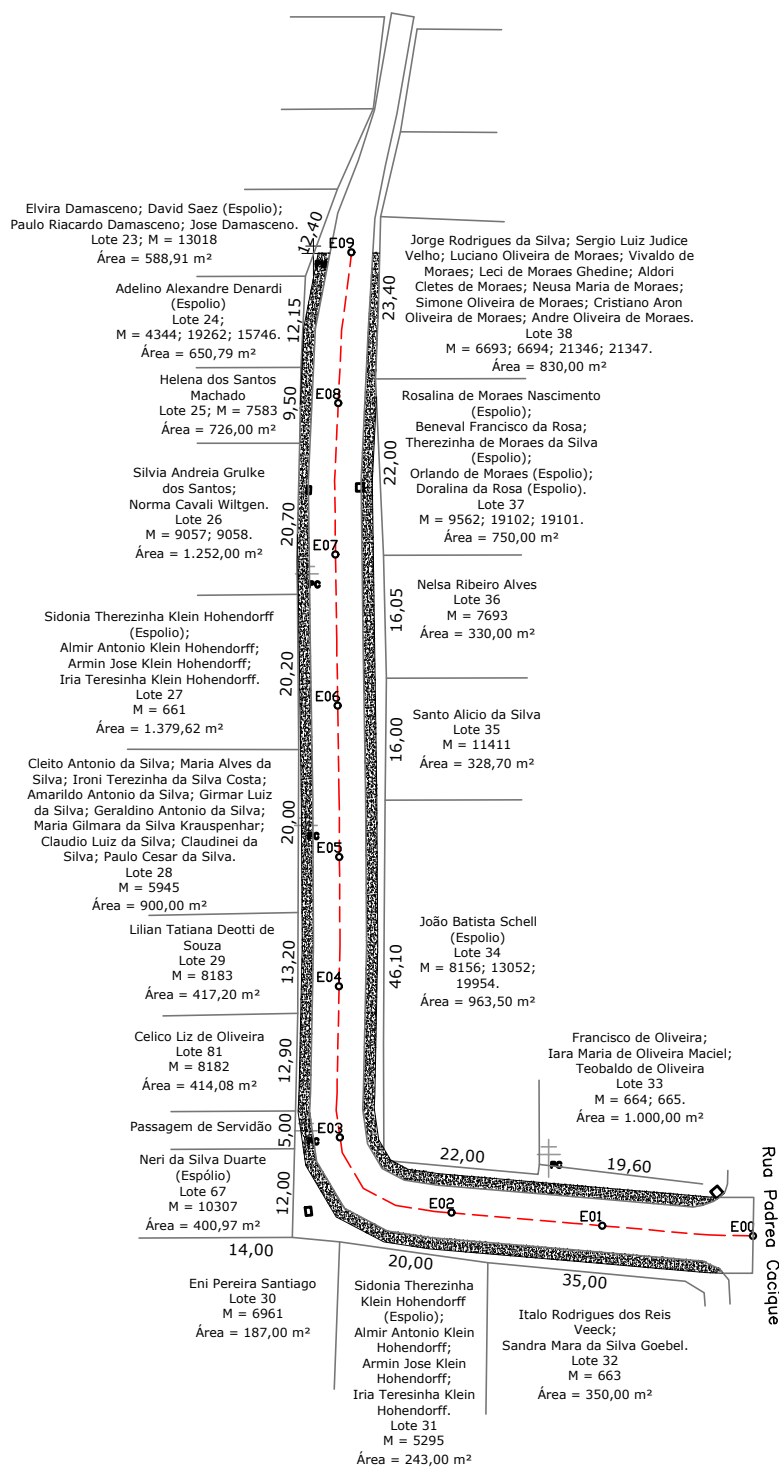 Elvira Damasceno; David Saez (Espolio);
Paulo Riacardo Damasceno; Jose Damasceno.
Lote 23; M = 13018
Área = 588,91 m²
12,40
E09
Jorge Rodrigues da Silva; Sergio Luiz Judice
Velho; Luciano Oliveira de Moraes; Vivaldo de
Moraes; Leci de Moraes Ghedine; Aldori
Cletes de Moraes; Neusa Maria de Moraes;
Simone Oliveira de Moraes; Cristiano Aron
Oliveira de Moraes; Andre Oliveira de Moraes.
Lote 38
M = 6693; 6694; 21346; 21347.
Área = 830,00 m²
23,40
Adelino Alexandre Denardi
(Espolio)
Lote 24;
M = 4344; 19262; 15746.
Área = 650,79 m²
12,15
Helena dos Santos
Machado
Lote 25; M = 7583
Área = 726,00 m²
9,50
E08
Rosalina de Moraes Nascimento
(Espolio);
Beneval Francisco da Rosa;
Therezinha de Moraes da Silva
(Espolio);
Orlando de Moraes (Espolio);
Doralina da Rosa (Espolio).
Lote 37
M = 9562; 19102; 19101.
Área = 750,00 m²
22,00
Silvia Andreia Grulke
dos Santos;
Norma Cavali Wiltgen.
Lote 26
M = 9057; 9058.
Área = 1.252,00 m²
20,70
E07
PC
Nelsa Ribeiro Alves
Lote 36
M = 7693
Área = 330,00 m²
16,05
Sidonia Therezinha Klein Hohendorff
(Espolio);
Almir Antonio Klein Hohendorff;
Armin Jose Klein Hohendorff;
Iria Teresinha Klein Hohendorff.
Lote 27
M = 661
Área = 1.379,62 m²
20,20
E06
Santo Alicio da Silva
Lote 35
M = 11411
Área = 328,70 m²
16,00
Cleito Antonio da Silva; Maria Alves da
Silva; Ironi Terezinha da Silva Costa;
Amarildo Antonio da Silva; Girmar Luiz
da Silva; Geraldino Antonio da Silva;
Maria Gilmara da Silva Krauspenhar;
Claudio Luiz da Silva; Claudinei da
Silva; Paulo Cesar da Silva.
Lote 28
M = 5945
Área = 900,00 m²
20,00
PC
E05
Lilian Tatiana Deotti de
Souza
Lote 29
M = 8183
Área = 417,20 m²
13,20
E04
João Batista Schell
(Espolio)
Lote 34
M = 8156; 13052;
19954.
Área = 963,50 m²
46,10
Celico Liz de Oliveira
Lote 81
M = 8182
Área = 414,08 m²
12,90
Francisco de Oliveira;
Iara Maria de Oliveira Maciel;
Teobaldo de Oliveira
Lote 33
M = 664; 665.
Área = 1.000,00 m²
Passagem de Servidão
5,00
PC
E03
22,00
PC
19,60
Neri da Silva Duarte
(Espólio)
Lote 67
M = 10307
Área = 400,97 m²
12,00
E02
E01
E00
Rua Padrea Cacique
14,00
20,00
35,00
Eni Pereira Santiago
Lote 30
M = 6961
Área = 187,00 m²
Sidonia Therezinha
Klein Hohendorff
(Espolio);
Almir Antonio Klein
Hohendorff;
Armin Jose Klein
Hohendorff;
Iria Teresinha Klein
Hohendorff.
Lote 31
M = 5295
Área = 243,00 m²
Italo Rodrigues dos Reis
Veeck;
Sandra Mara da Silva Goebel.
Lote 32
M = 663
Área = 350,00 m²